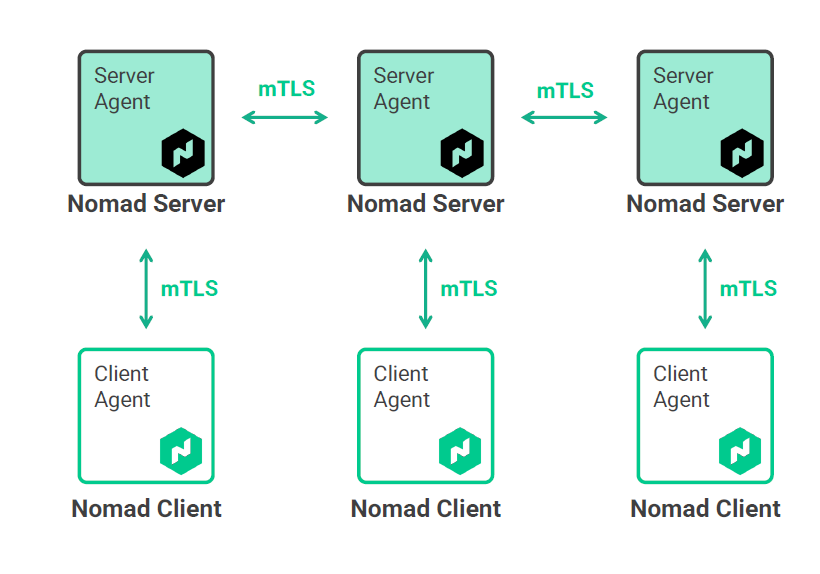 Server
Agent
mTLS
Server
Agent
mTLS
Server
Agent
Nomad Server
Nomad Server
Nomad Server
mTLS
mTLS
mTLS
Client
Agent
Client
Agent
Client
Agent
Nomad Client
Nomad Client
Nomad Client